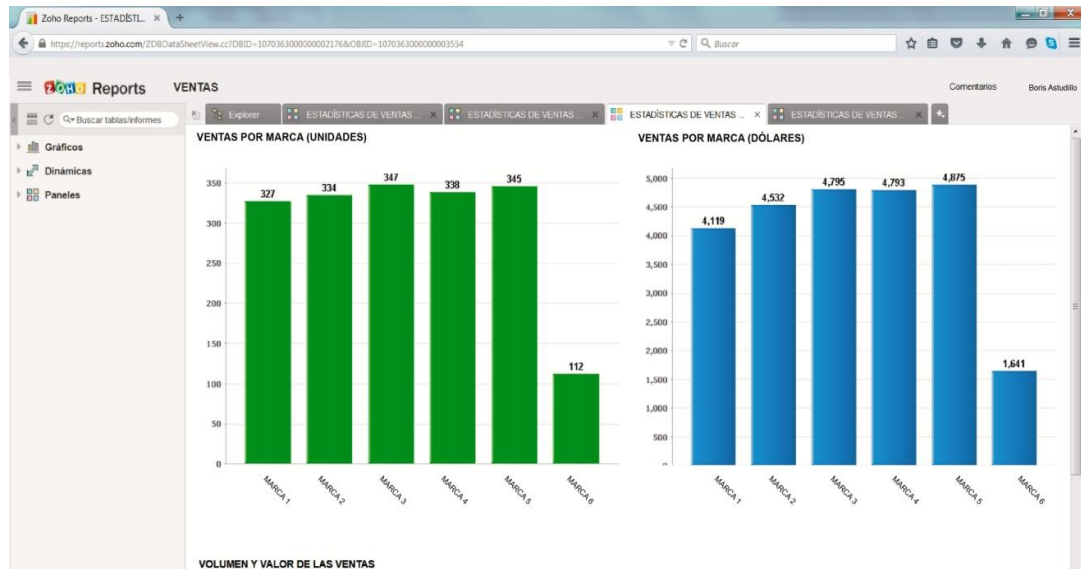 Zoho Reports - ESTADÍSTI...
https://reports.zoho.com/ZDBDataSheetView.cc?DBID=1070363000000002176&OBJID=1070363000000003554
Buscar
ZOHO Reports
VENTAS
Comentarios
Boris Astudillo
Buscar tablas/informes
Explorer
ESTADÍSTICAS DE VENTAS ...
ESTADÍSTICAS DE VENTAS ...
ESTADÍSTICAS DE VENTAS ...
ESTADÍSTICAS DE VENTAS ...
Gráficos
Dinámicas
Paneles
VENTAS POR MARCA (UNIDADES)
350
300
250
200
150
100
50
0
327
334
347
338
345
112
MARCA 1
MARCA 2
MARCA 3
MARCA 4
MARCA 5
MARCA 6
VENTAS POR MARCA (DÓLARES)
5,000
4,500
4,000
3,500
3,000
2,500
2,000
1,500
1,000
500
0
4,119
4,532
4,795
4,793
4,875
1,641
MARCA 1
MARCA 2
MARCA 3
MARCA 4
MARCA 5
MARCA 6
VOLUMEN Y VALOR DE LAS VENTAS